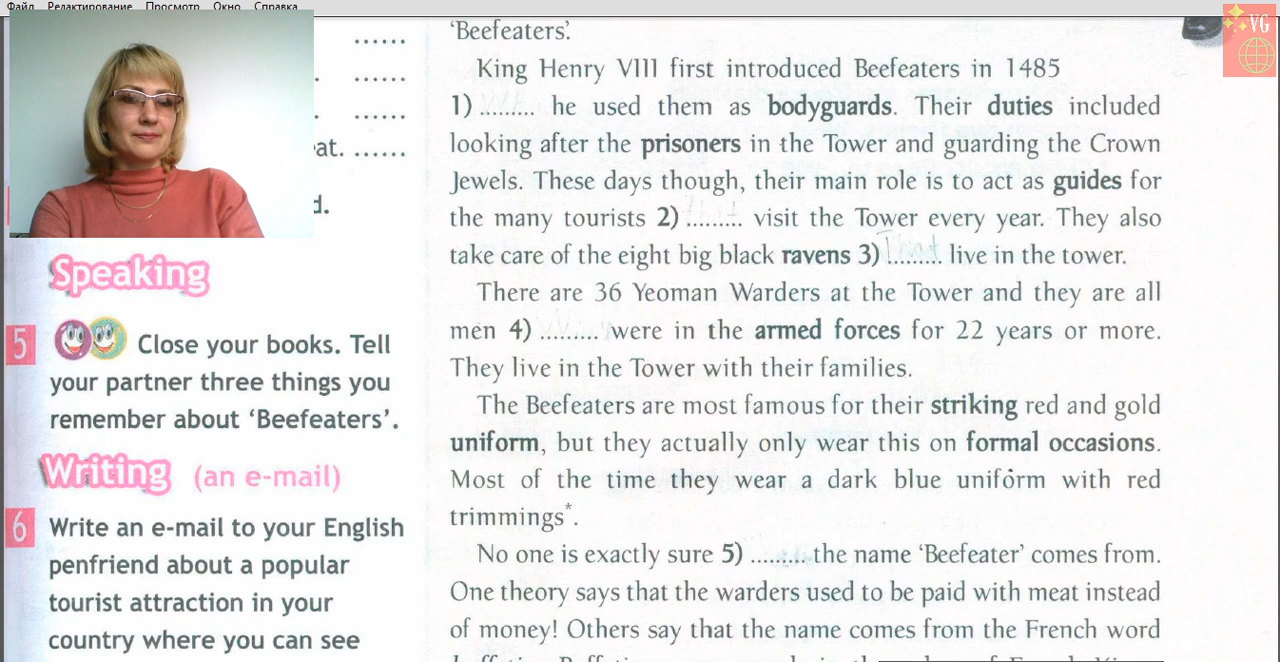 Файл Редактирование Просмотр Окно Справка
VG
......
......
......
eat. ......
d.
Speaking
5 Close your books. Tell
your partner three things you
remember about ‘Beefeaters’.
Writing (an e-mail)
6 Write an e-mail to your English
penfriend about a popular
tourist attraction in your
country where you can see
‘Beefeaters’.
King Henry VIII first introduced Beefeaters in 1485
1) ......... he used them as bodyguards. Their duties included
looking after the prisoners in the Tower and guarding the Crown
Jewels. These days though, their main role is to act as guides for
the many tourists 2) ......... visit the Tower every year. They also
take care of the eight big black ravens 3) ......... live in the tower.
There are 36 Yeoman Warders at the Tower and they are all
men 4) ......... were in the armed forces for 22 years or more.
They live in the Tower with their families.
The Beefeaters are most famous for their striking red and gold
uniform, but they actually only wear this on formal occasions.
Most of the time they wear a dark blue uniform with red
trimmings*.
No one is exactly sure 5) ......... the name ‘Beefeater’ comes from.
One theory says that the warders used to be paid with meat instead
of money! Others say that the name comes from the French word